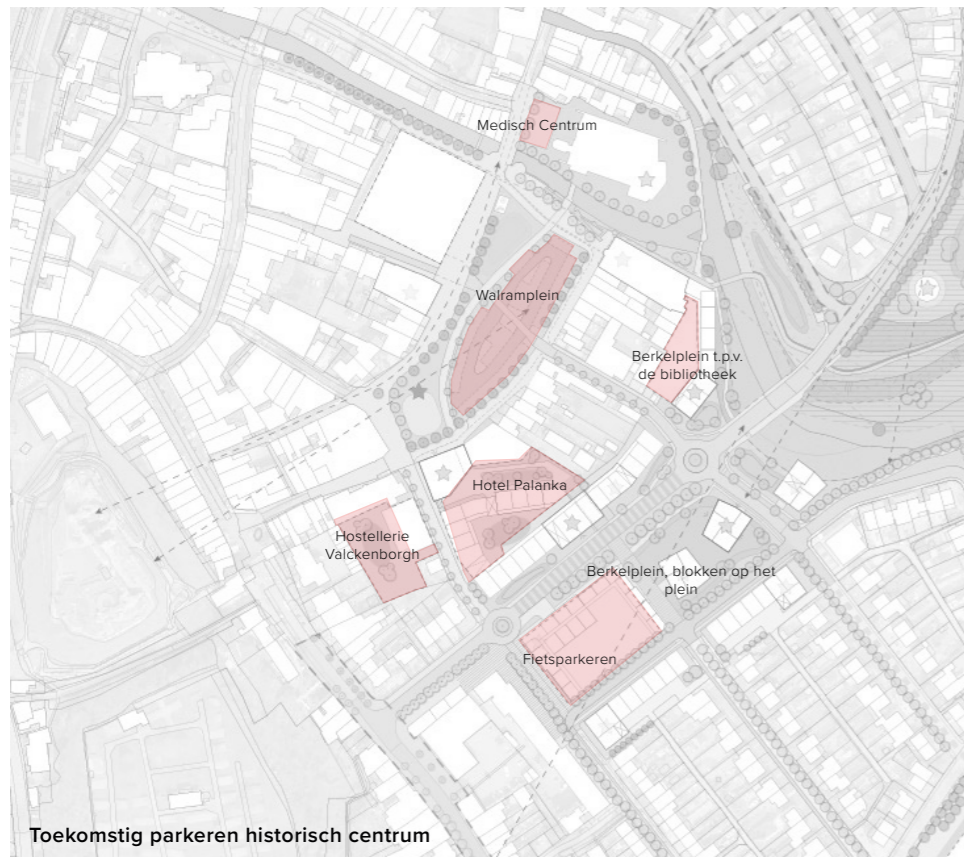 Medisch Centrum
Walramplein
Berkelplein t.p.v.
de bibliotheek
Hotel Palanka
Hostellerie
Valckenborgh
Berkelplein, blokken op het
plein
Fietsparkeren
Toekomstig parkeren historisch centrum